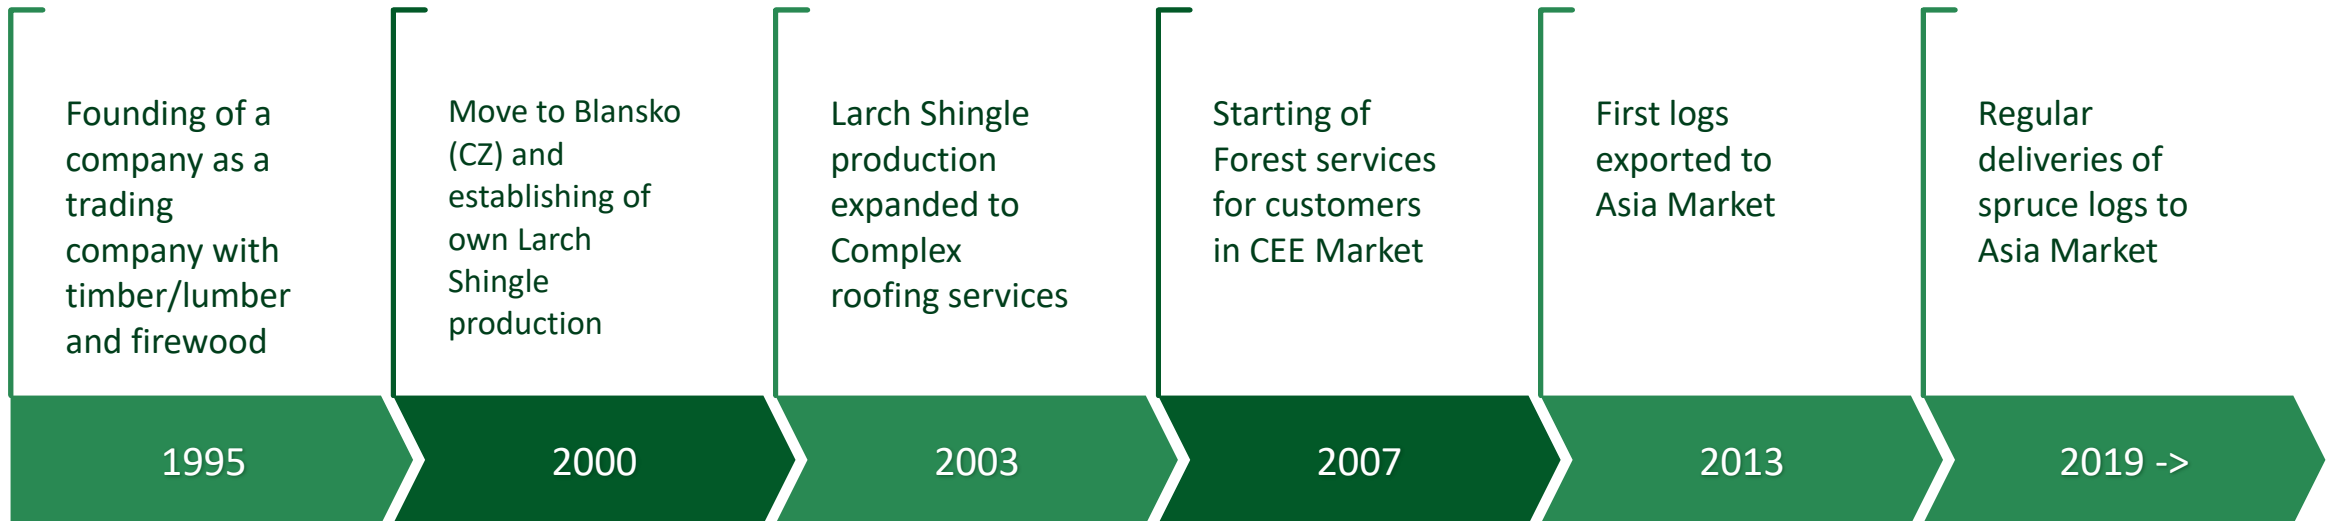 Founding of a
company as a
trading
company with
timber/lumber
and firewood
Move to Blansko
(CZ) and
establishing of
own Larch
Shingle
production
Larch Shingle
production
expanded to
Complex
roofing services
Starting of
Forest services
for customers
in CEE Market
First logs
exported to
Asia Market
Regular
deliveries of
spruce logs to
Asia Market
1995
2000
2003
2007
2013
2019 ->